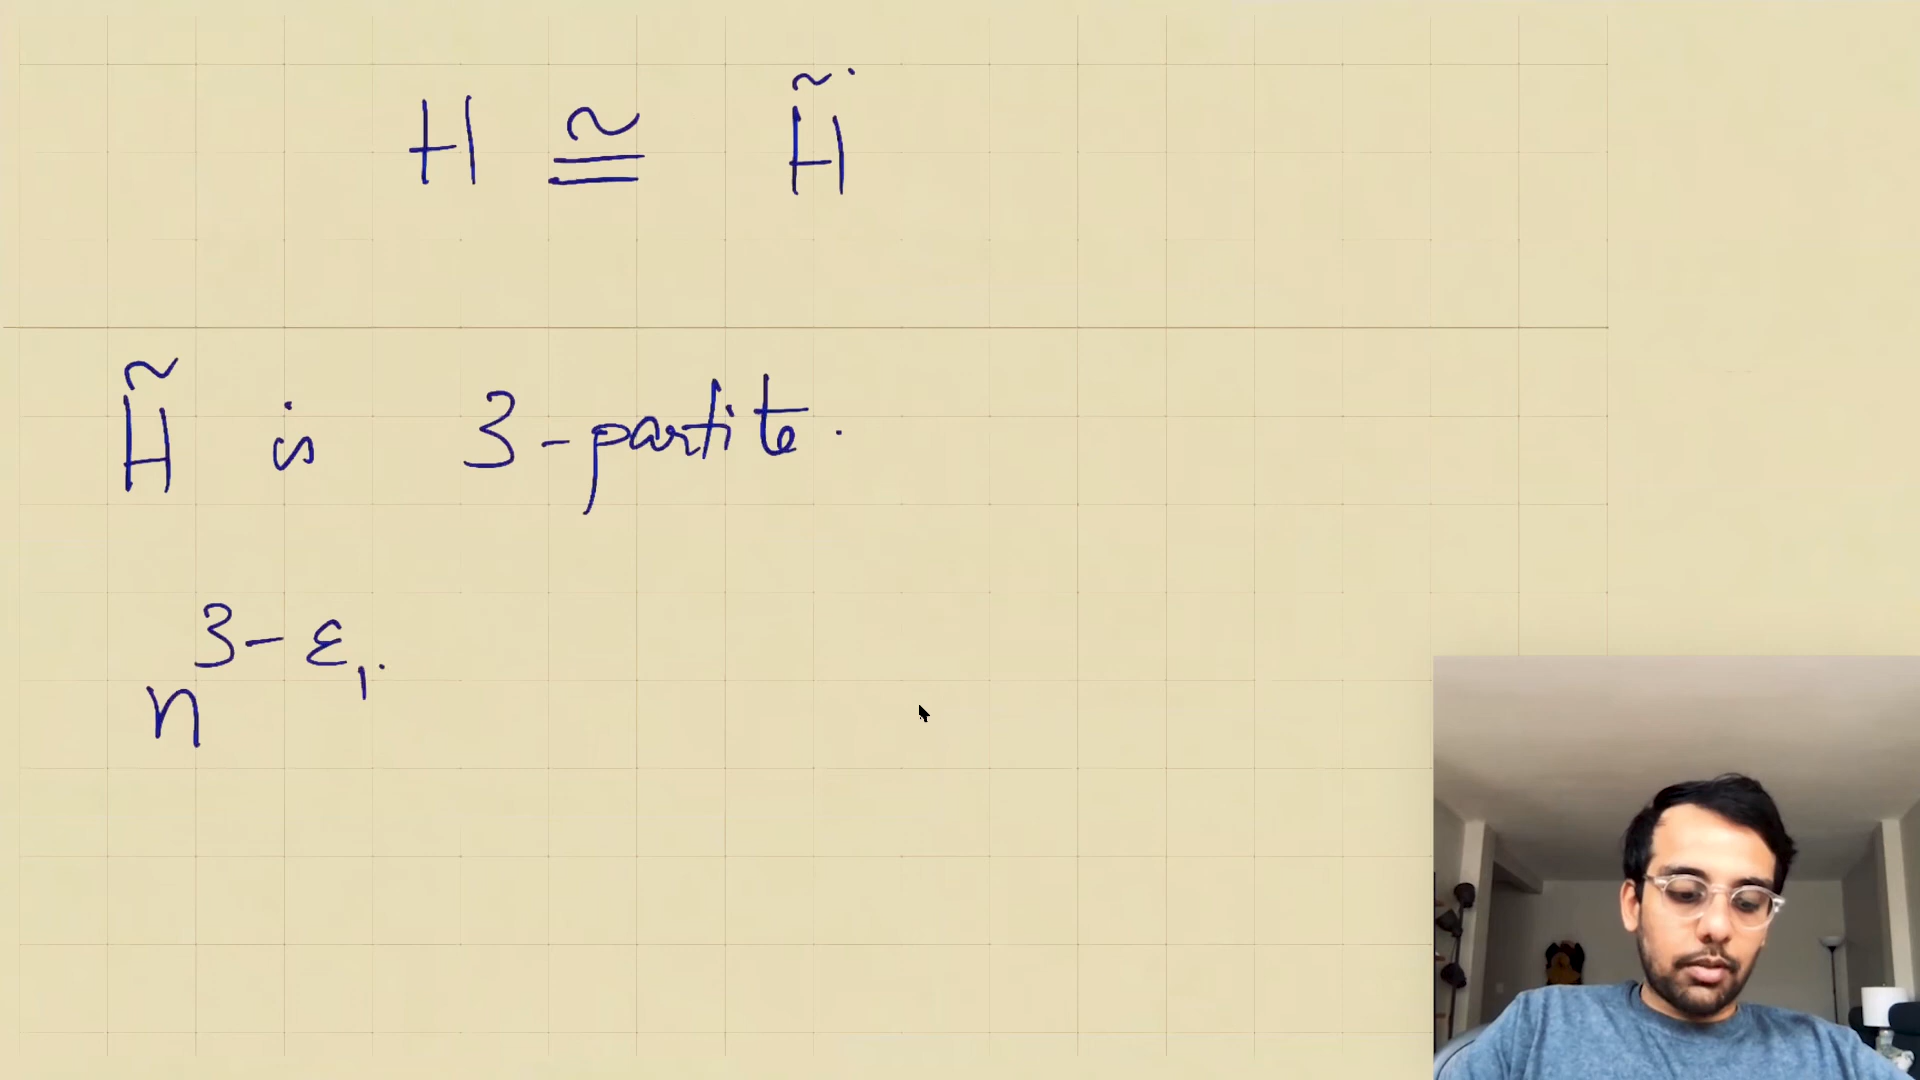 H ≅ H̃.
H̃ is 3-partite.
n^{3-ε₁}.